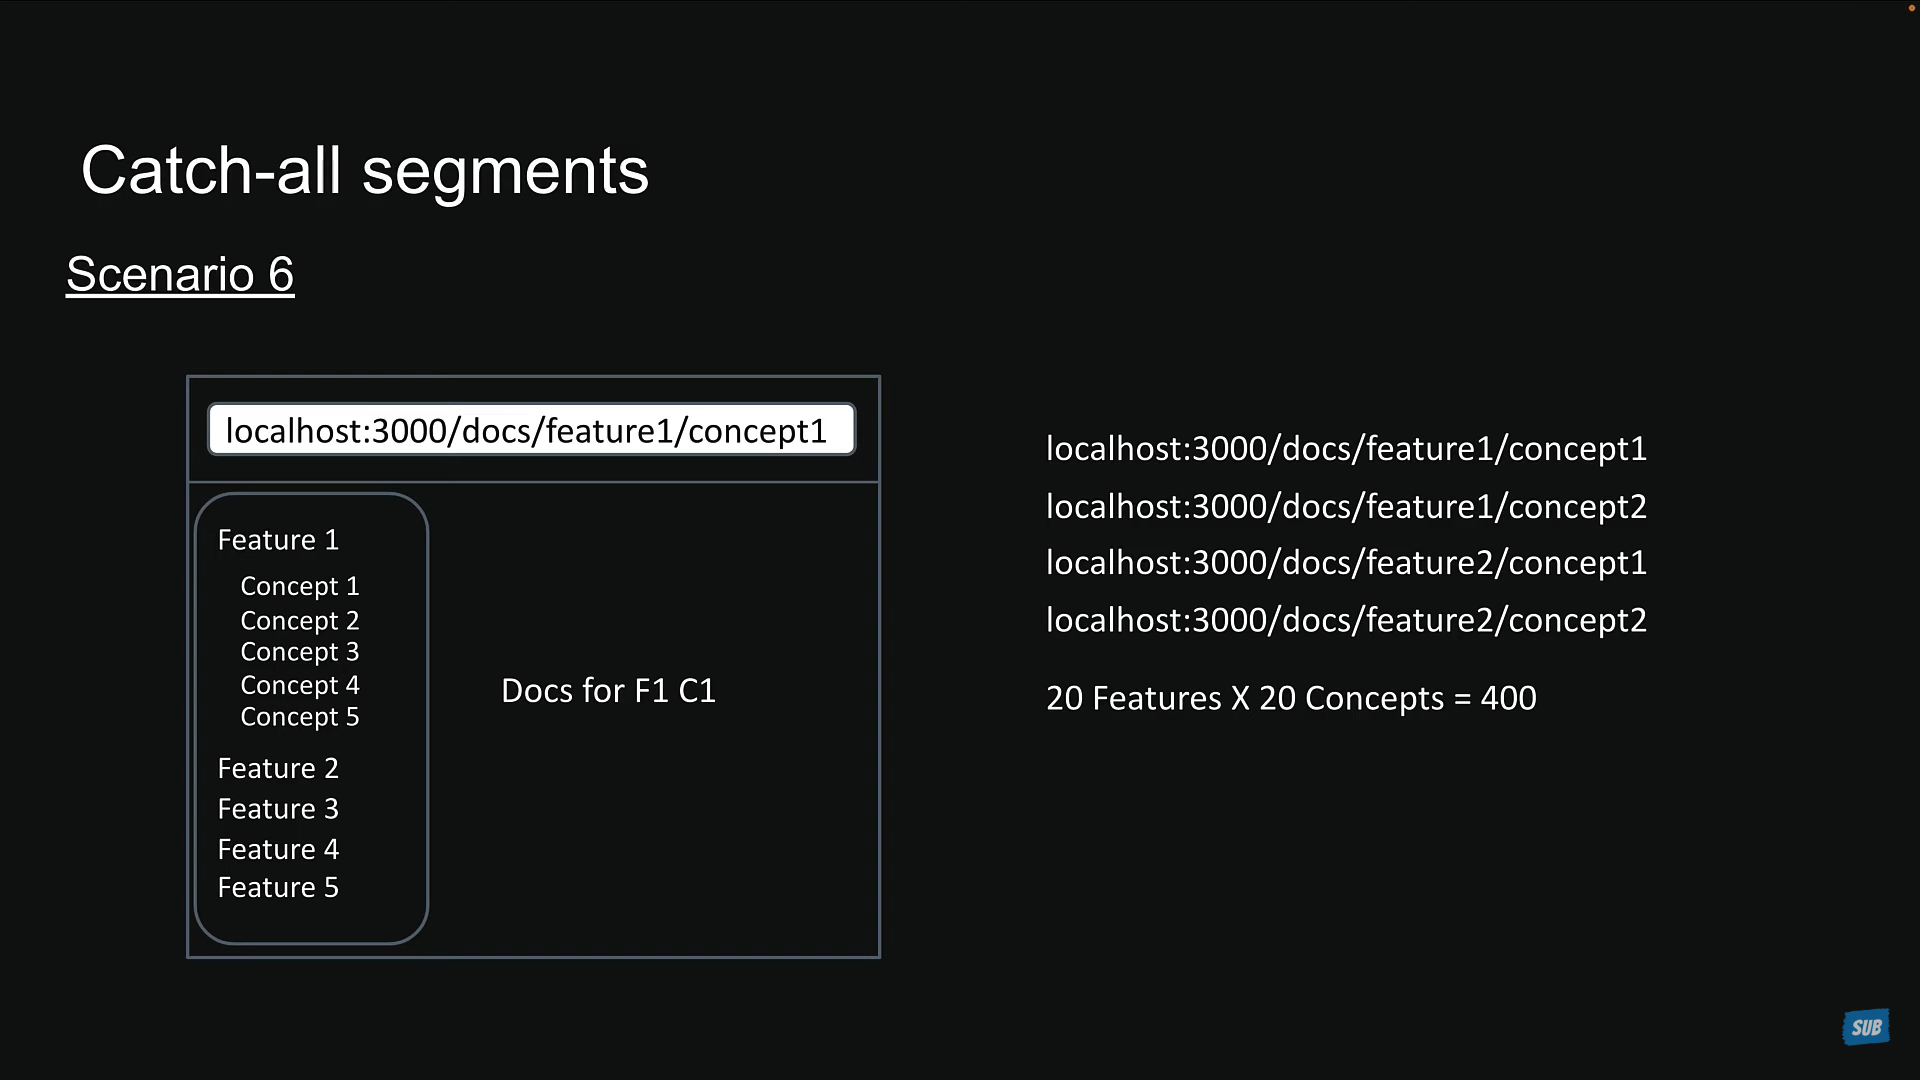 Catch-all segments
Scenario 6
localhost:3000/docs/feature1/concept1
Feature 1
Concept 1
Concept 2
Concept 3
Concept 4
Concept 5
Feature 2
Feature 3
Feature 4
Feature 5
Docs for F1 C1
localhost:3000/docs/feature1/concept1
localhost:3000/docs/feature1/concept2
localhost:3000/docs/feature2/concept1
localhost:3000/docs/feature2/concept2
20 Features X 20 Concepts = 400
SUB